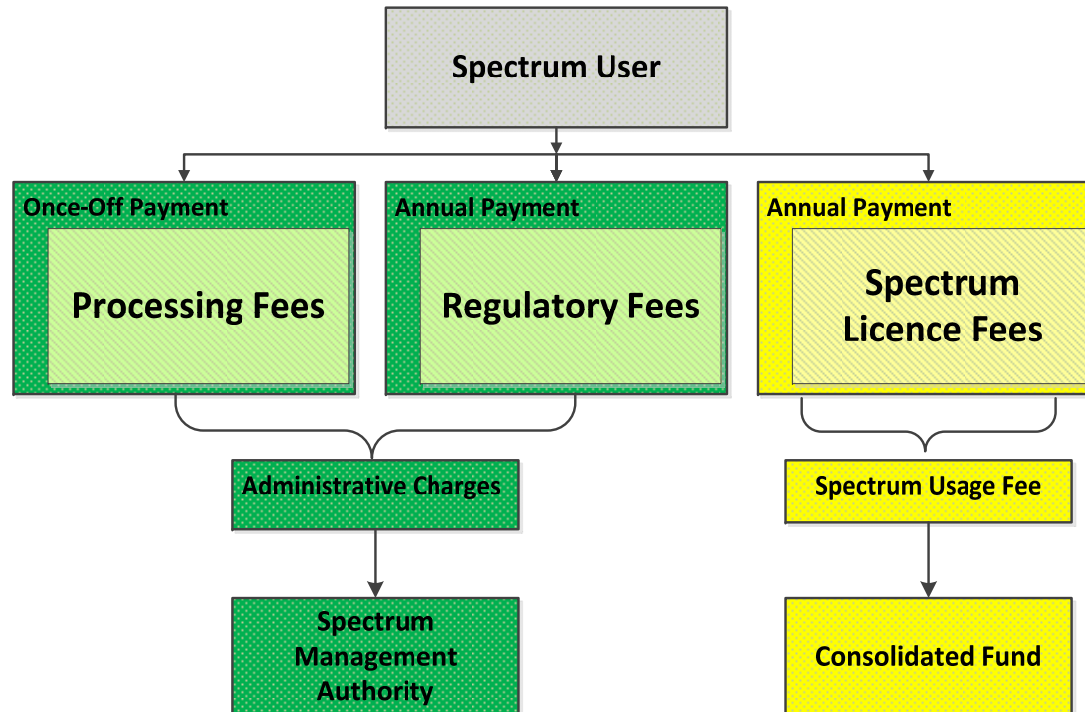 Spectrum User
Once-Off Payment
Processing Fees
Annual Payment
Regulatory Fees
Annual Payment
Spectrum
Licence Fees
Administrative Charges
Spectrum Usage Fee
Spectrum
Management
Authority
Consolidated Fund